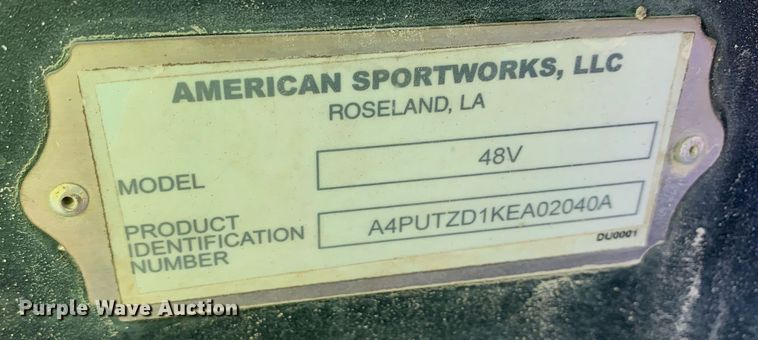 AMERICAN SPORTWORKS, LLC
ROSELAND, LA
MODEL
48V
PRODUCT
IDENTIFICATION
NUMBER
A4PUTZD1KEA02040A
DU0001
Purple Wave Auction